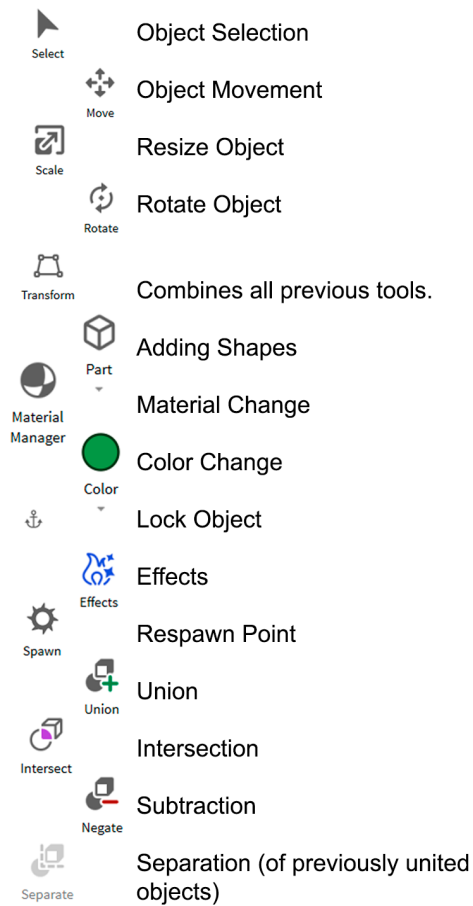 Select
Object Selection
Move
Object Movement
Scale
Resize Object
Rotate
Rotate Object
Transform
Combines all previous tools.
Part
Adding Shapes
Material
Manager
Material Change
Color
Color Change
Lock Object
Effects
Effects
Spawn
Respawn Point
Union
Union
Intersect
Intersection
Negate
Subtraction
Separate
Separation (of previously united
objects)